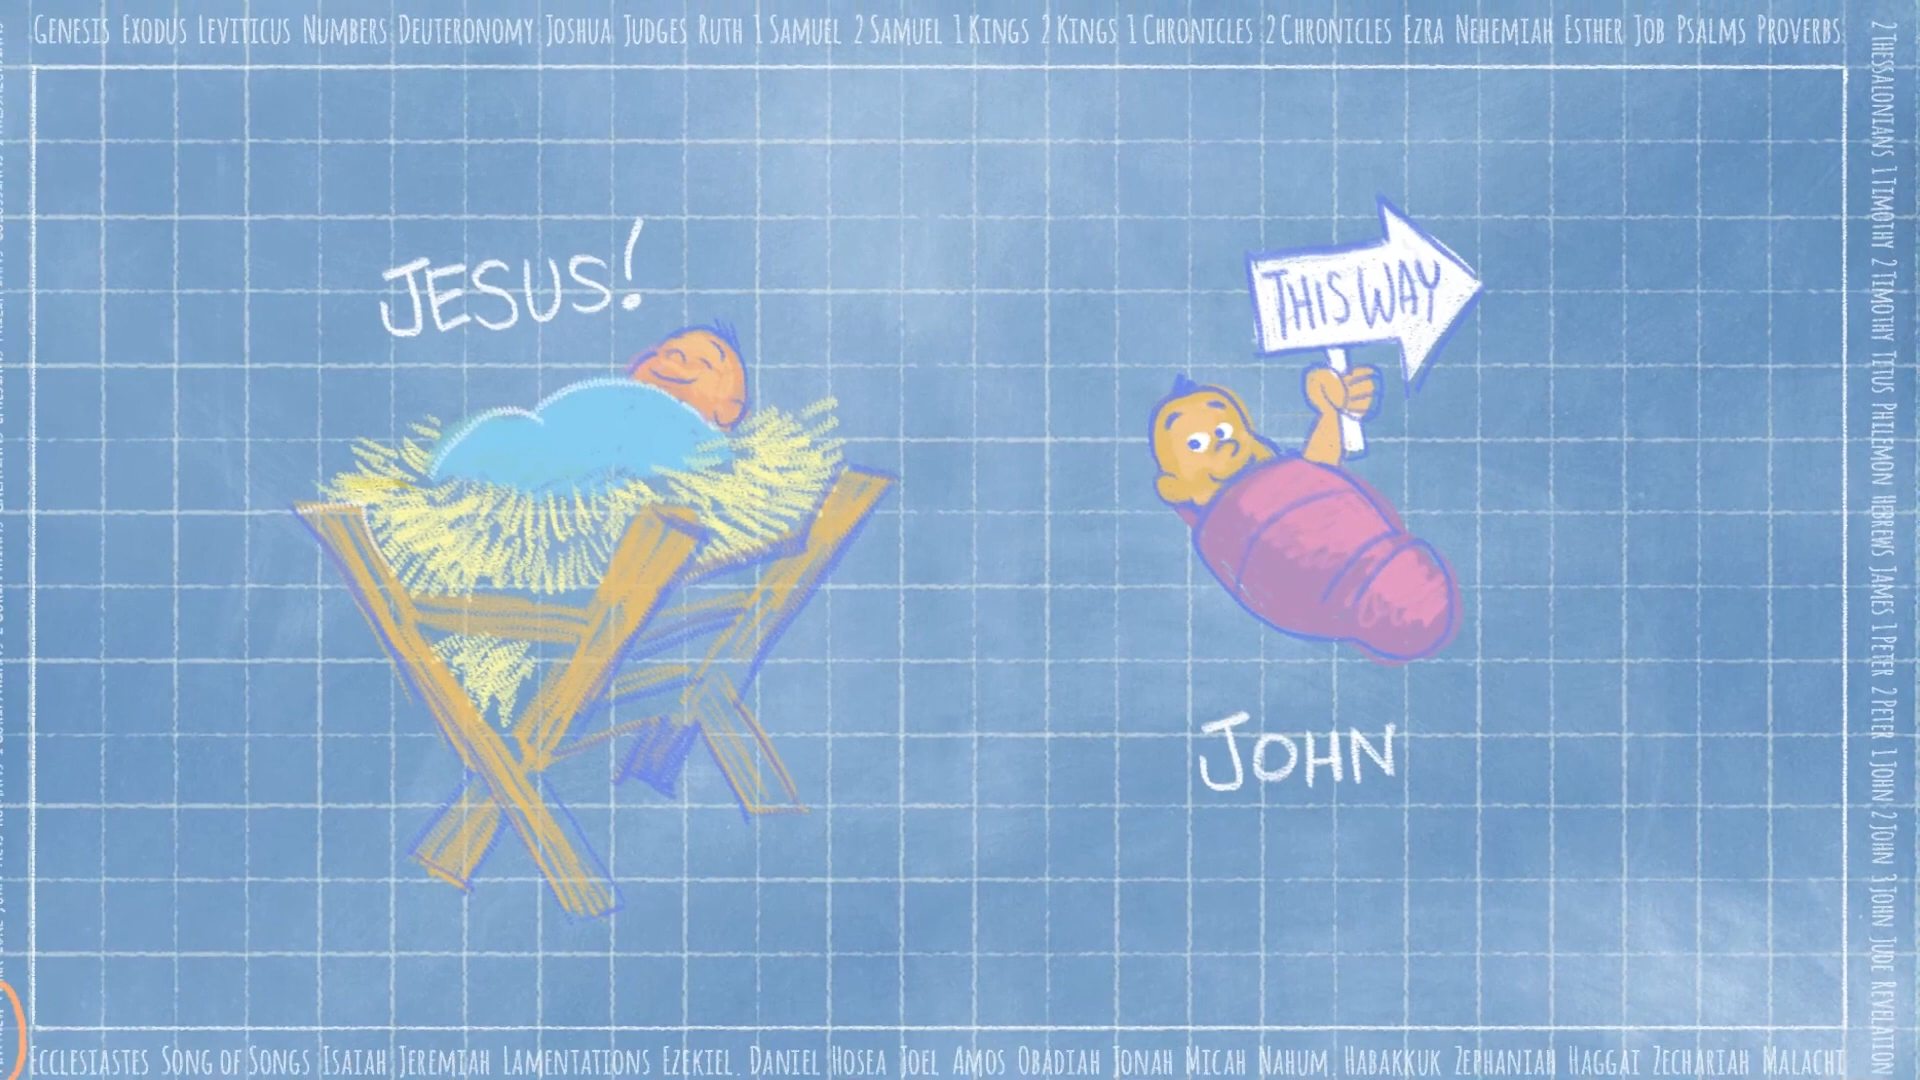 Genesis Exodus Leviticus Numbers Deuteronomy Joshua Judges Ruth 1 Samuel 2 Samuel 1 Kings 2 Kings 1 Chronicles 2 Chronicles Ezra Nehemiah Esther Job Psalms Proverbs
JESUS!
THIS WAY
JOHN
2 Thessalonians 1 Timothy 2 Timothy Titus Philemon Hebrews James 1 Peter 2 Peter 1 John 2 John 3 John Jude Revelation
Ecclesiastes Song of Songs Isaiah Jeremiah Lamentations Ezekiel Daniel Hosea Joel Amos Obadiah Jonah Micah Nahum Habakkuk Zephaniah Haggai Zechariah Malachi